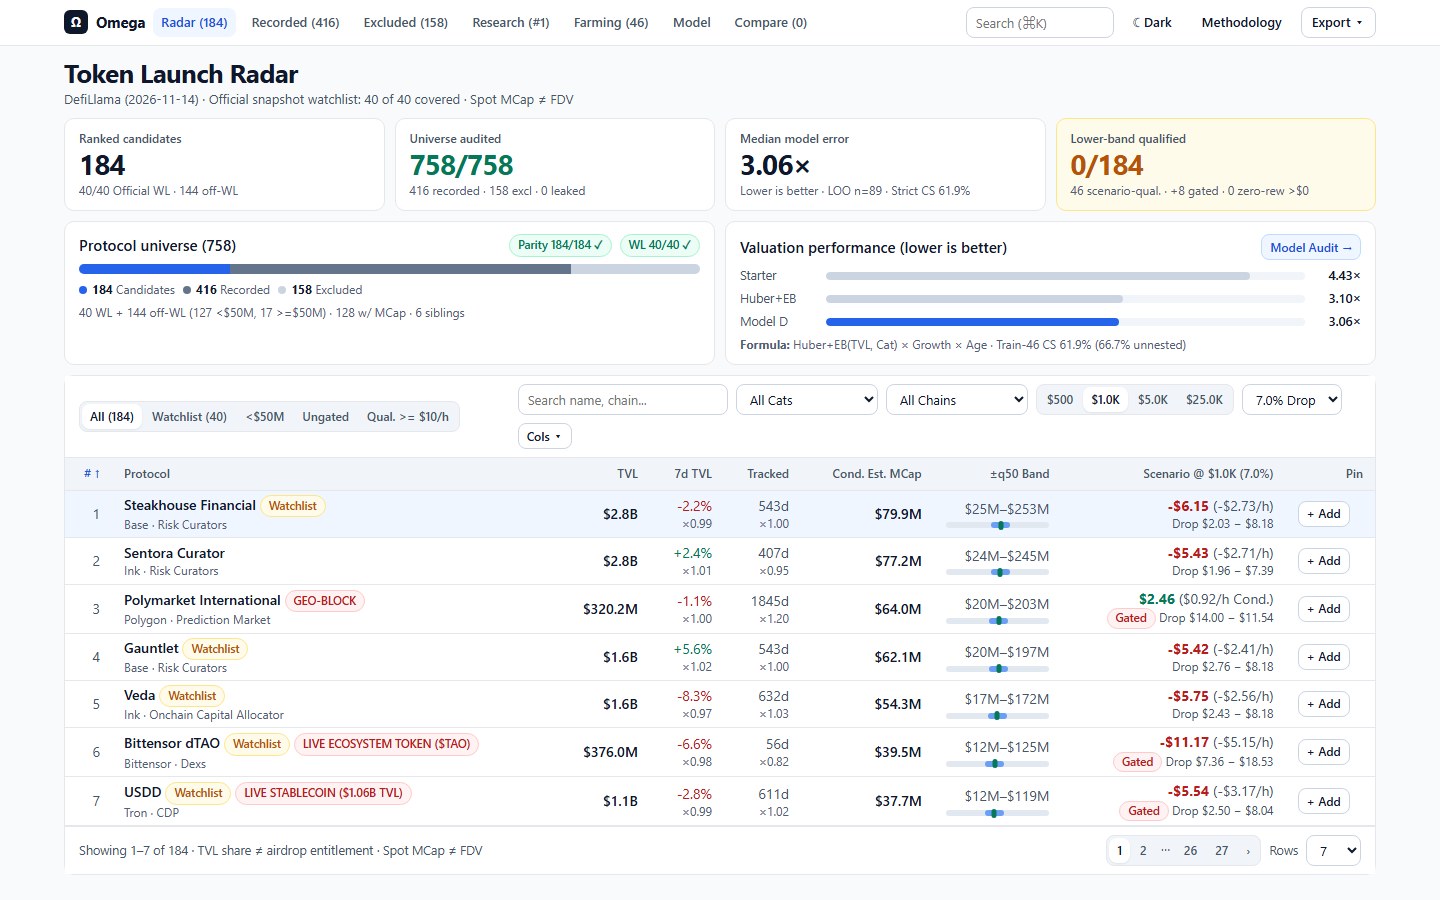 Ω Omega Radar (184) Recorded (416) Excluded (158) Research (#1) Farming (46) Model Compare (0) Search (⌘K) ☾ Dark Methodology Export ▾
Token Launch Radar
DefiLlama (2026-11-14) · Official snapshot watchlist: 40 of 40 covered · Spot MCap ≠ FDV
Ranked candidates
184
40/40 Official WL · 144 off-WL
Universe audited
758/758
416 recorded · 158 excl · 0 leaked
Median model error
3.06×
Lower is better · LOO n=89 · Strict CS 61.9%
Lower-band qualified
0/184
46 scenario-qual. · +8 gated · 0 zero-rew >$0
Protocol universe (758) Parity 184/184 ✓ WL 40/40 ✓
184 Candidates 416 Recorded 158 Excluded
40 WL + 144 off-WL (127 <$50M, 17 >=$50M) · 128 w/ MCap · 6 siblings
Valuation performance (lower is better) Model Audit →
Starter 4.43×
Huber+EB 3.10×
Model D 3.06×
Formula: Huber+EB(TVL, Cat) × Growth × Age · Train-46 CS 61.9% (66.7% unnested)
All (184) Watchlist (40) <$50M Ungated Qual. >= $10/h Search name, chain... All Cats All Chains $500 $1.0K $5.0K $25.0K 7.0% Drop
Cols ▾
# ↑ Protocol TVL 7d TVL Tracked Cond. Est. MCap ±q50 Band Scenario @ $1.0K (7.0%) Pin
1 Steakhouse Financial Watchlist $2.8B -2.2% 543d $79.9M $25M–$253M -$6.15 (-$2.73/h) + Add
Base · Risk Curators ×0.99 ×1.00 Drop $2.03 – $8.18
2 Sentora Curator $2.8B +2.4% 407d $77.2M $24M–$245M -$5.43 (-$2.71/h) + Add
Ink · Risk Curators ×1.01 ×0.95 Drop $1.96 – $7.39
3 Polymarket International GEO-BLOCK $320.2M -1.1% 1845d $64.0M $20M–$203M $2.46 ($0.92/h Cond.) + Add
Polygon · Prediction Market ×1.00 ×1.20 Gated Drop $14.00 – $11.54
4 Gauntlet Watchlist $1.6B +5.6% 543d $62.1M $20M–$197M -$5.42 (-$2.41/h) + Add
Base · Risk Curators ×1.02 ×1.00 Drop $2.76 – $8.18
5 Veda Watchlist $1.6B -8.3% 632d $54.3M $17M–$172M -$5.75 (-$2.56/h) + Add
Ink · Onchain Capital Allocator ×0.97 ×1.03 Drop $2.43 – $8.18
6 Bittensor dTAO Watchlist LIVE ECOSYSTEM TOKEN ($TAO) $376.0M -6.6% 56d $39.5M $12M–$125M -$11.17 (-$5.15/h) + Add
Bittensor · Dexs ×0.98 ×0.82 Gated Drop $7.36 – $18.53
7 USDD Watchlist LIVE STABLECOIN ($1.06B TVL) $1.1B -2.8% 611d $37.7M $12M–$119M -$5.54 (-$3.17/h) + Add
Tron · CDP ×0.99 ×1.02 Gated Drop $2.50 – $8.04
Showing 1–7 of 184 · TVL share ≠ airdrop entitlement · Spot MCap ≠ FDV 1 2 ··· 26 27 › Rows 7